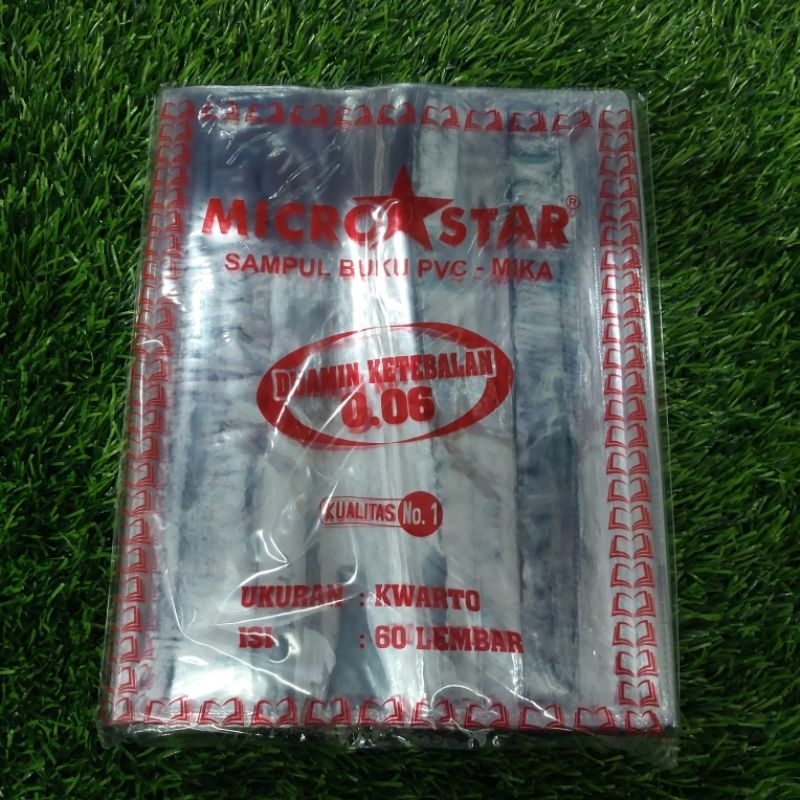 MICRO★STAR®
SAMPUL BUKU PVC - MIKA
DIJAMIN KETEBALAN
0.06
KUALITAS No. 1
UKURAN : KWARTO
ISI : 60 LEMBAR